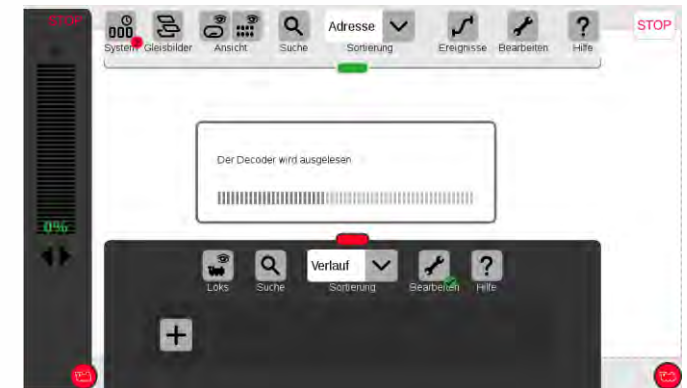 STOP
Adresse
STOP
System Gleisbilder Ansicht Suche Sortierung Ereignisse Bearbeiten Hilfe
Der Decoder wird ausgelesen
0%
Verlauf
Loks Suche Sortierung Bearbeiten Hilfe